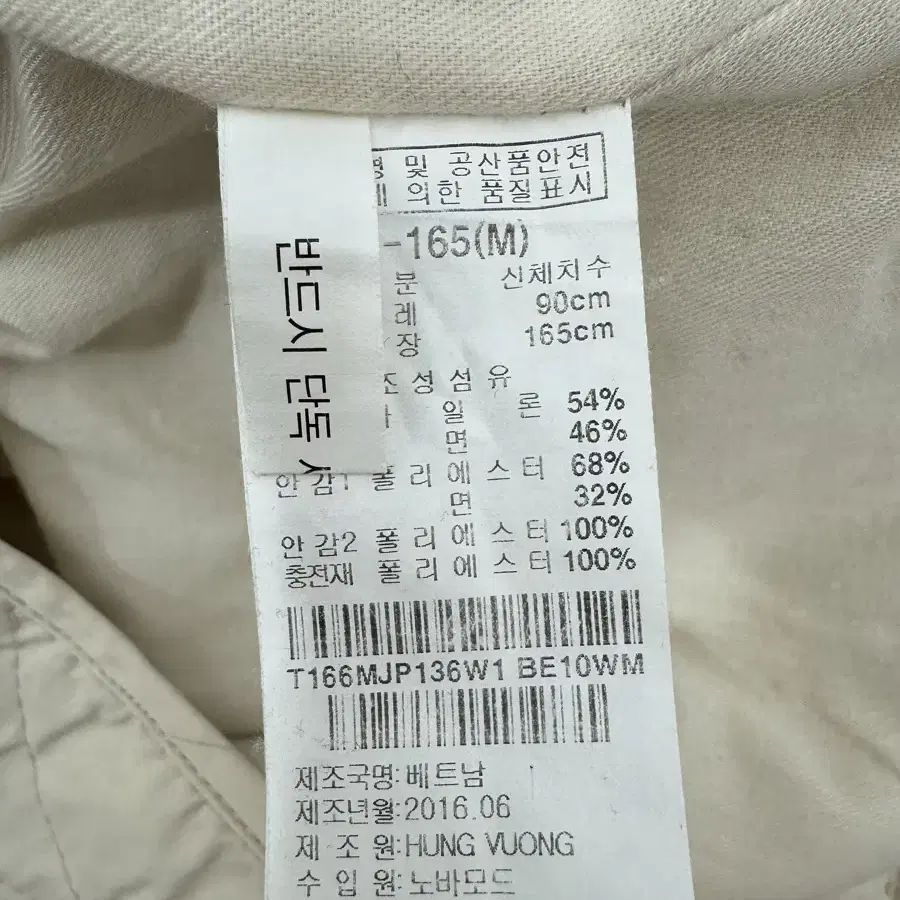 반드시 단독
및 공산품안전
의한 품질표시
-165(M)
분 신체치수
레 90cm
장 165cm
조성섬유
일론 54%
면 46%
안감1 폴리에스터 68%
면 32%
안감2 폴리에스터 100%
충전재 폴리에스터 100%
T166MJP136W1 BE10WM
제조국명:베트남
제조년월:2016.06
제 조 원:HUNG VUONG
수 입 원:노바모드